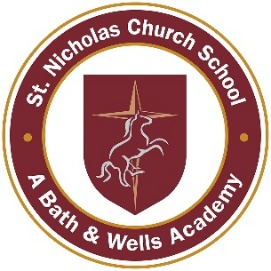 St. Nicholas Church School
A Bath & Wells Academy